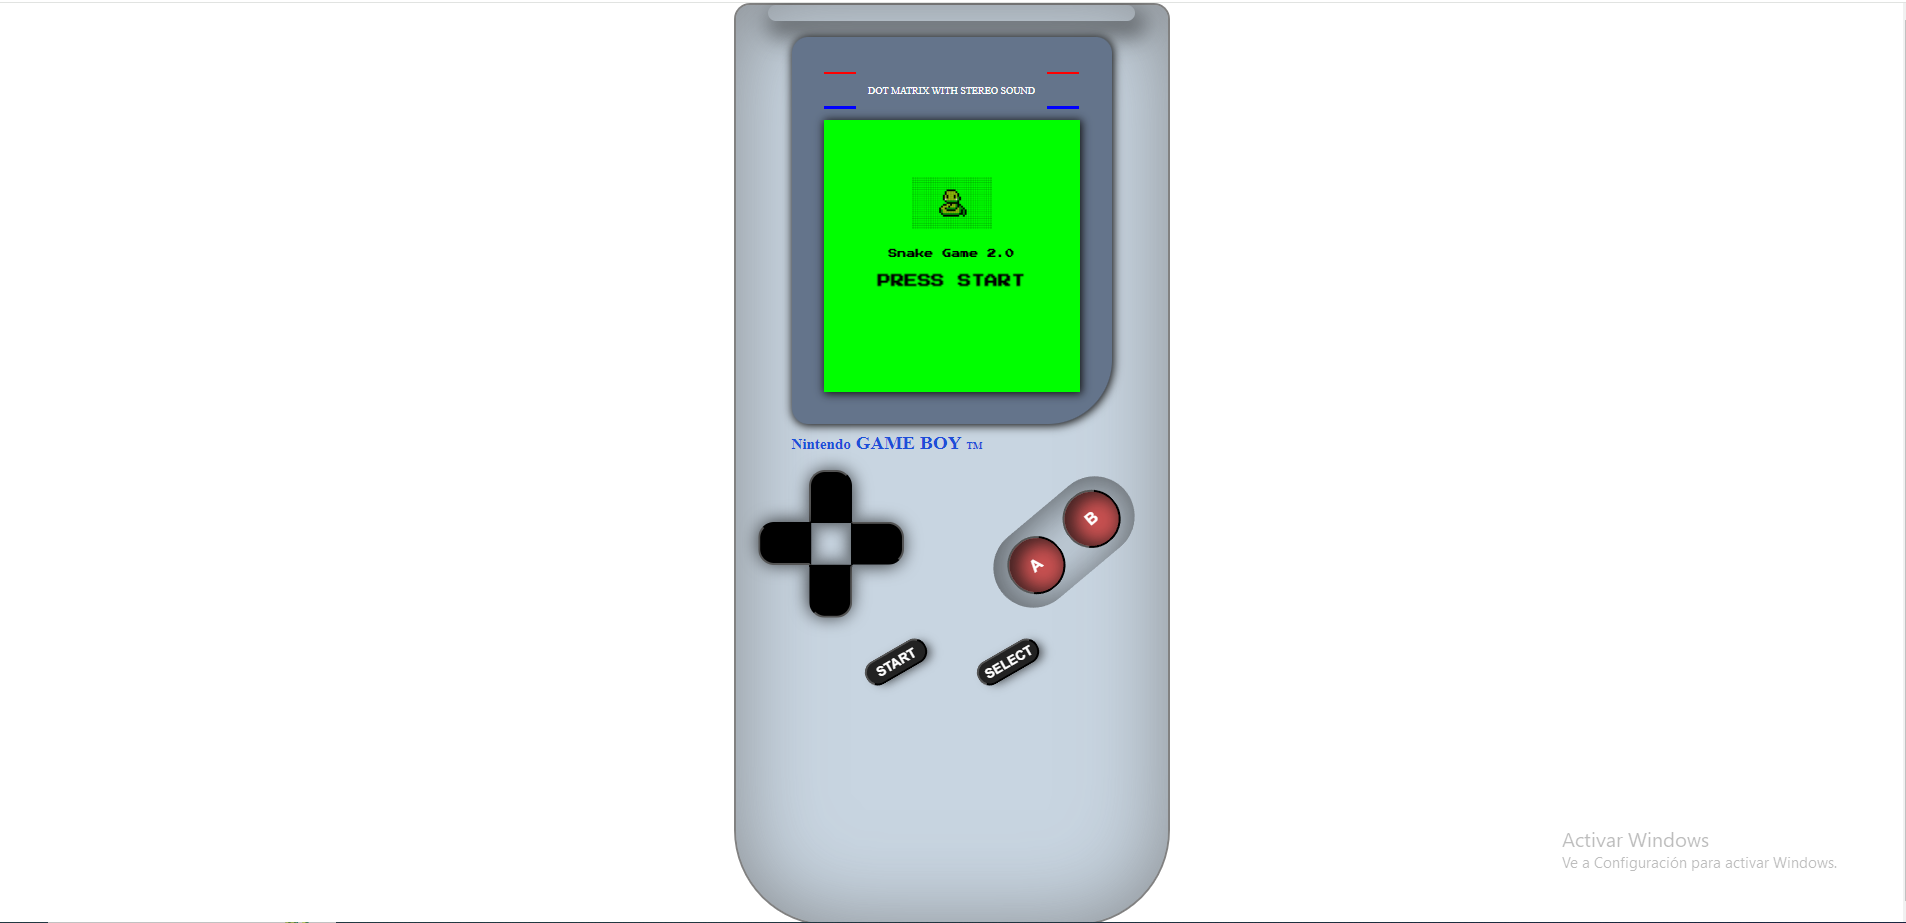 DOT MATRIX WITH STEREO SOUND
Snake Game 2.0
PRESS START
Nintendo GAME BOY TM
B
A
START
SELECT
Activar Windows
Ve a Configuración para activar Windows.